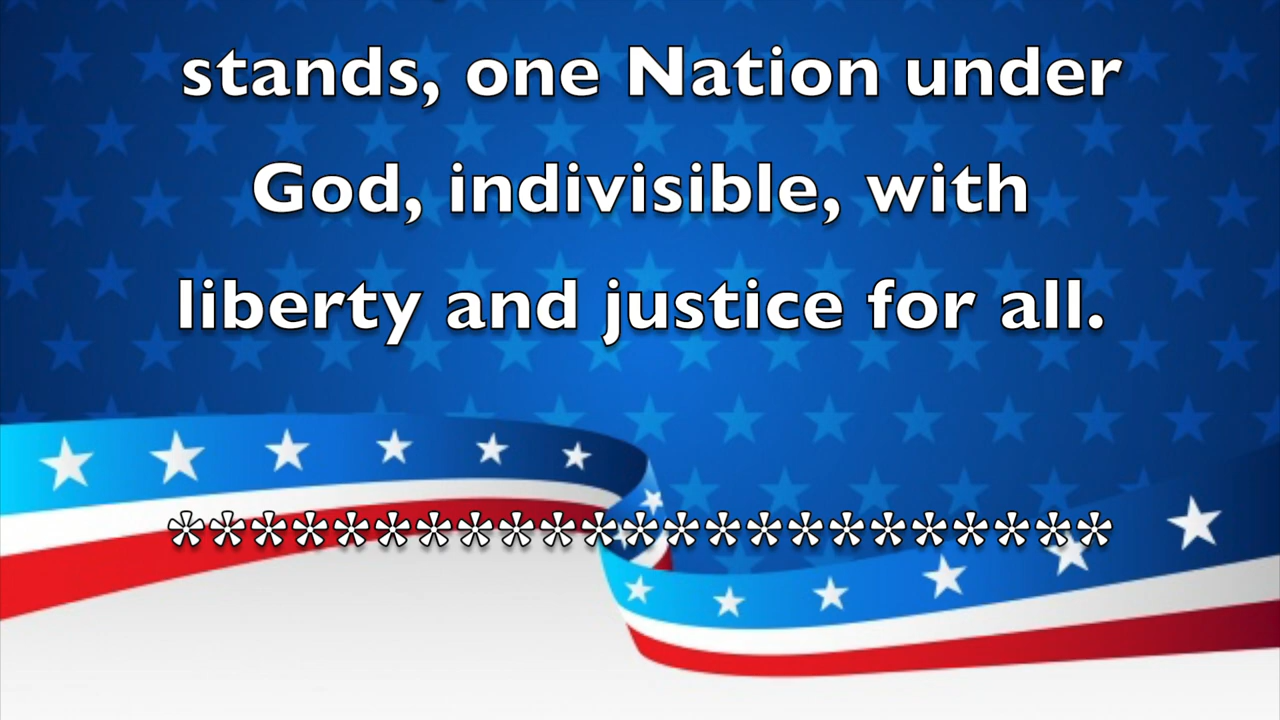 stands, one Nation under
God, indivisible, with
liberty and justice for all.
***********************